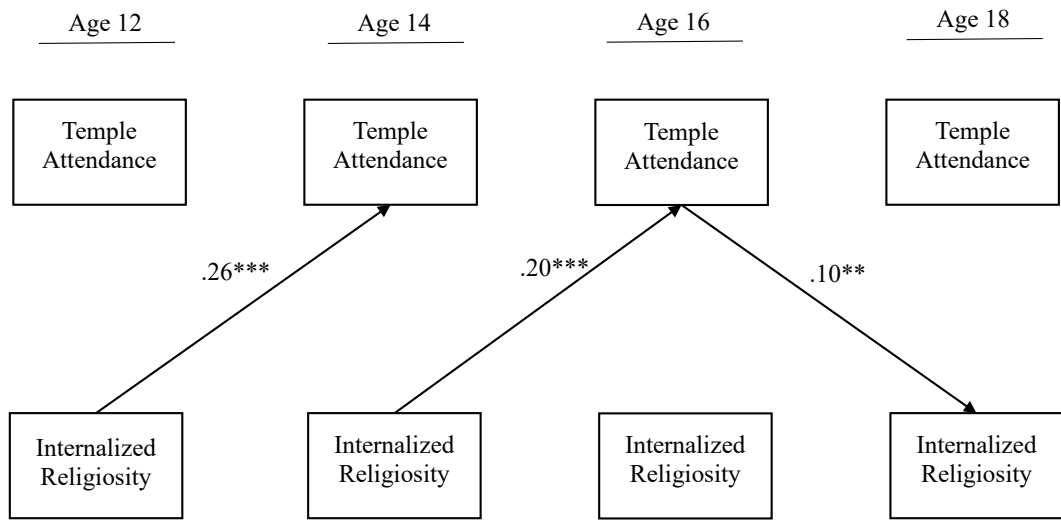 Age 12
Age 14
Age 16
Age 18
Temple
Attendance
Temple
Attendance
Temple
Attendance
Temple
Attendance
.26***
.20***
.10**
Internalized
Religiosity
Internalized
Religiosity
Internalized
Religiosity
Internalized
Religiosity